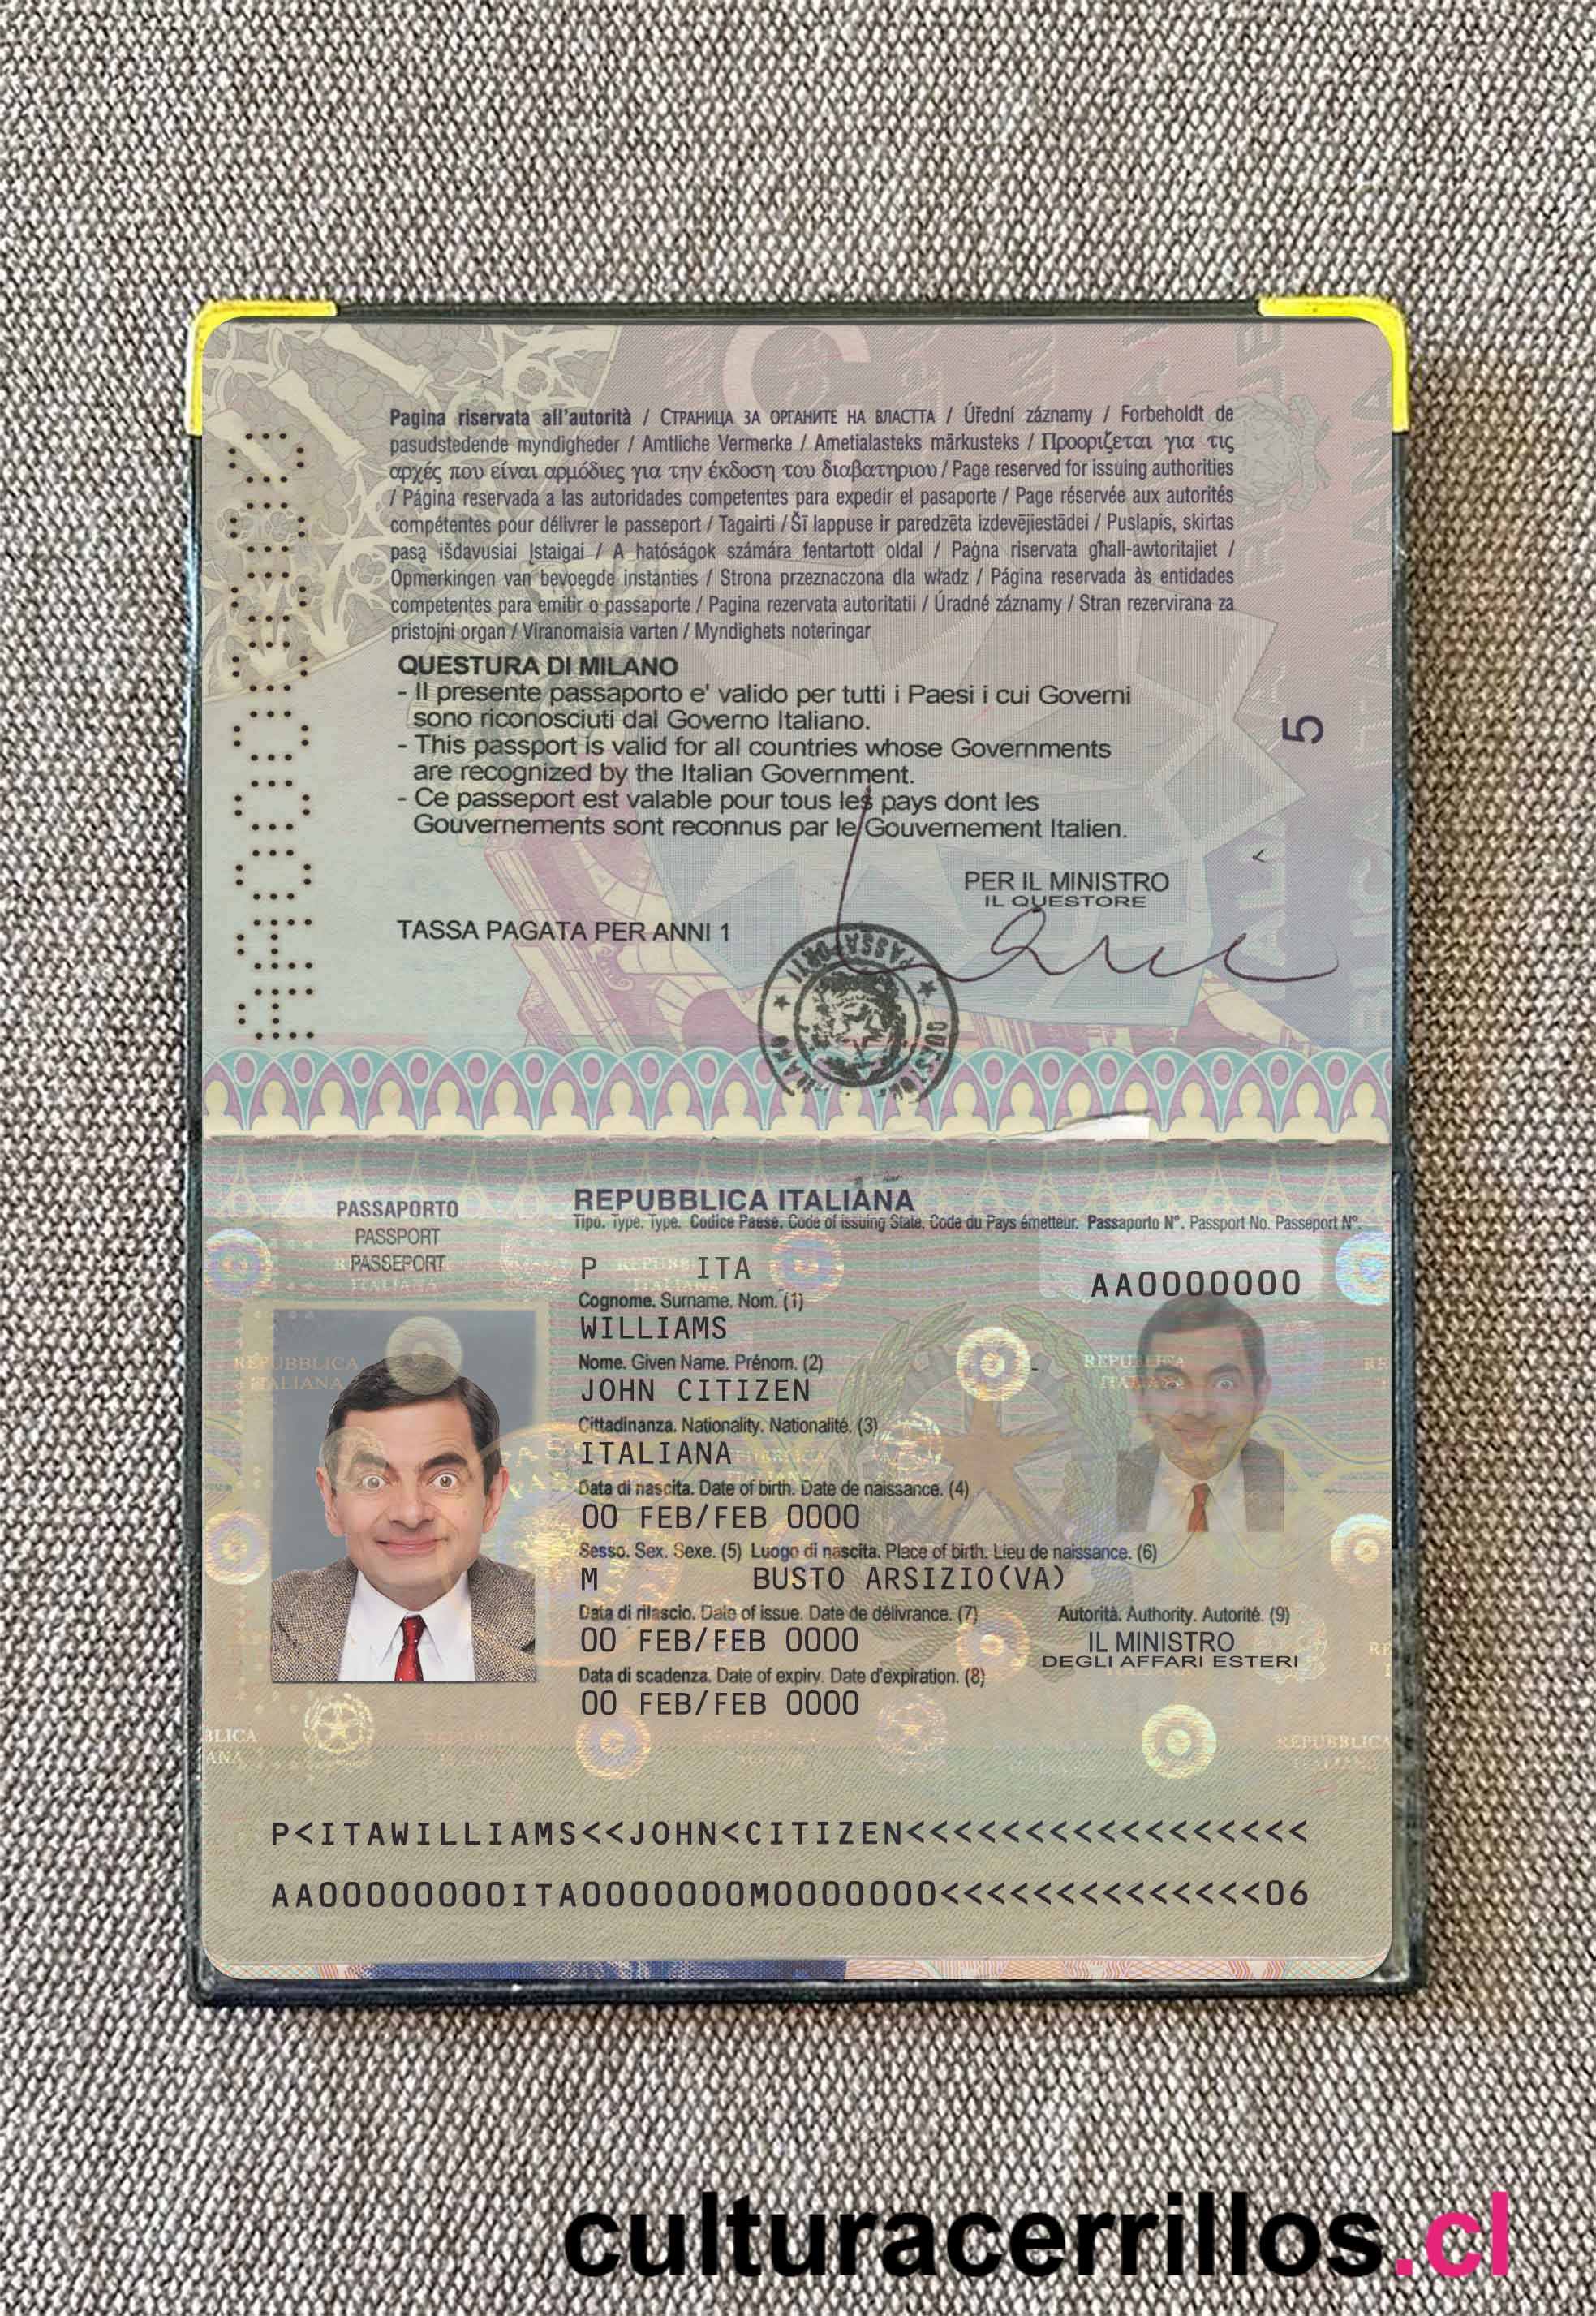 Pagina riservata all'autorità / СТРАНИЦА ЗА ОРГАНИТЕ НА ВЛАСТТА / Úřední záznamy / Forbeholdt de
pasudstedende myndigheder / Amtliche Vermerke / Ametialasteks märkusteks / Προορίζεται για τις
αρχές που είναι αρμόδιες για την έκδοση του διαβατηριου / Page reserved for issuing authorities
/ Página reservada a las autoridades competentes para expedir el pasaporte / Page réservée aux autorités
compétentes pour délivrer le passeport / Tagairti / Šī lappuse ir paredzēta izdevējiestādei / Puslapis, skirtas
pasą išdavusiai Įstaigai / A hatóságok számára fentartott oldal / Paġna riservata għall-awtoritajiet /
Opmerkingen van bevoegde instanties / Strona przeznaczona dla władz / Página reservada às entidades
competentes para emitir o passaporte / Pagina rezervata autoritatii / Úradné záznamy / Stran rezervirana za
pristojni organ / Viranomaisia varten / Myndighets noteringar
QUESTURA DI MILANO
- Il presente passaporto e' valido per tutti i Paesi i cui Governi
sono riconosciuti dal Governo Italiano.
- This passport is valid for all countries whose Governments
are recognized by the Italian Government.
- Ce passeport est valable pour tous les pays dont les
Gouvernements sont reconnus par le Gouvernement Italien.
5
PER IL MINISTRO
IL QUESTORE
TASSA PAGATA PER ANNI 1
PASSAPORTI
PASSAPORTO
PASSPORT
PASSEPORT
REPUBBLICA ITALIANA
Tipo. Type. Type. Codice Paese. Code of issuing State. Code du Pays émetteur. Passaporto N°. Passport No. Passeport N°.
P ITA AA0000000
Cognome. Surname. Nom. (1)
WILLIAMS
Nome. Given Name. Prénom. (2)
JOHN CITIZEN
Cittadinanza. Nationality. Nationalité. (3)
ITALIANA
Data di nascita. Date of birth. Date de naissance. (4)
00 FEB/FEB 0000
Sesso. Sex. Sexe. (5) Luogo di nascita. Place of birth. Lieu de naissance. (6)
M BUSTO ARSIZIO(VA)
Data di rilascio. Date of issue. Date de délivrance. (7) Autorità. Authority. Autorité. (9)
00 FEB/FEB 0000 IL MINISTRO
DEGLI AFFARI ESTERI
Data di scadenza. Date of expiry. Date d'expiration. (8)
00 FEB/FEB 0000
REPUBBLICA
ITALIANA
P<ITAWILLIAMS<<JOHN<CITIZEN<<<<<<<<<<<<<<<<<
AA00000000ITA0000000M0000000<<<<<<<<<<<<<<06
culturacerrillos.cl